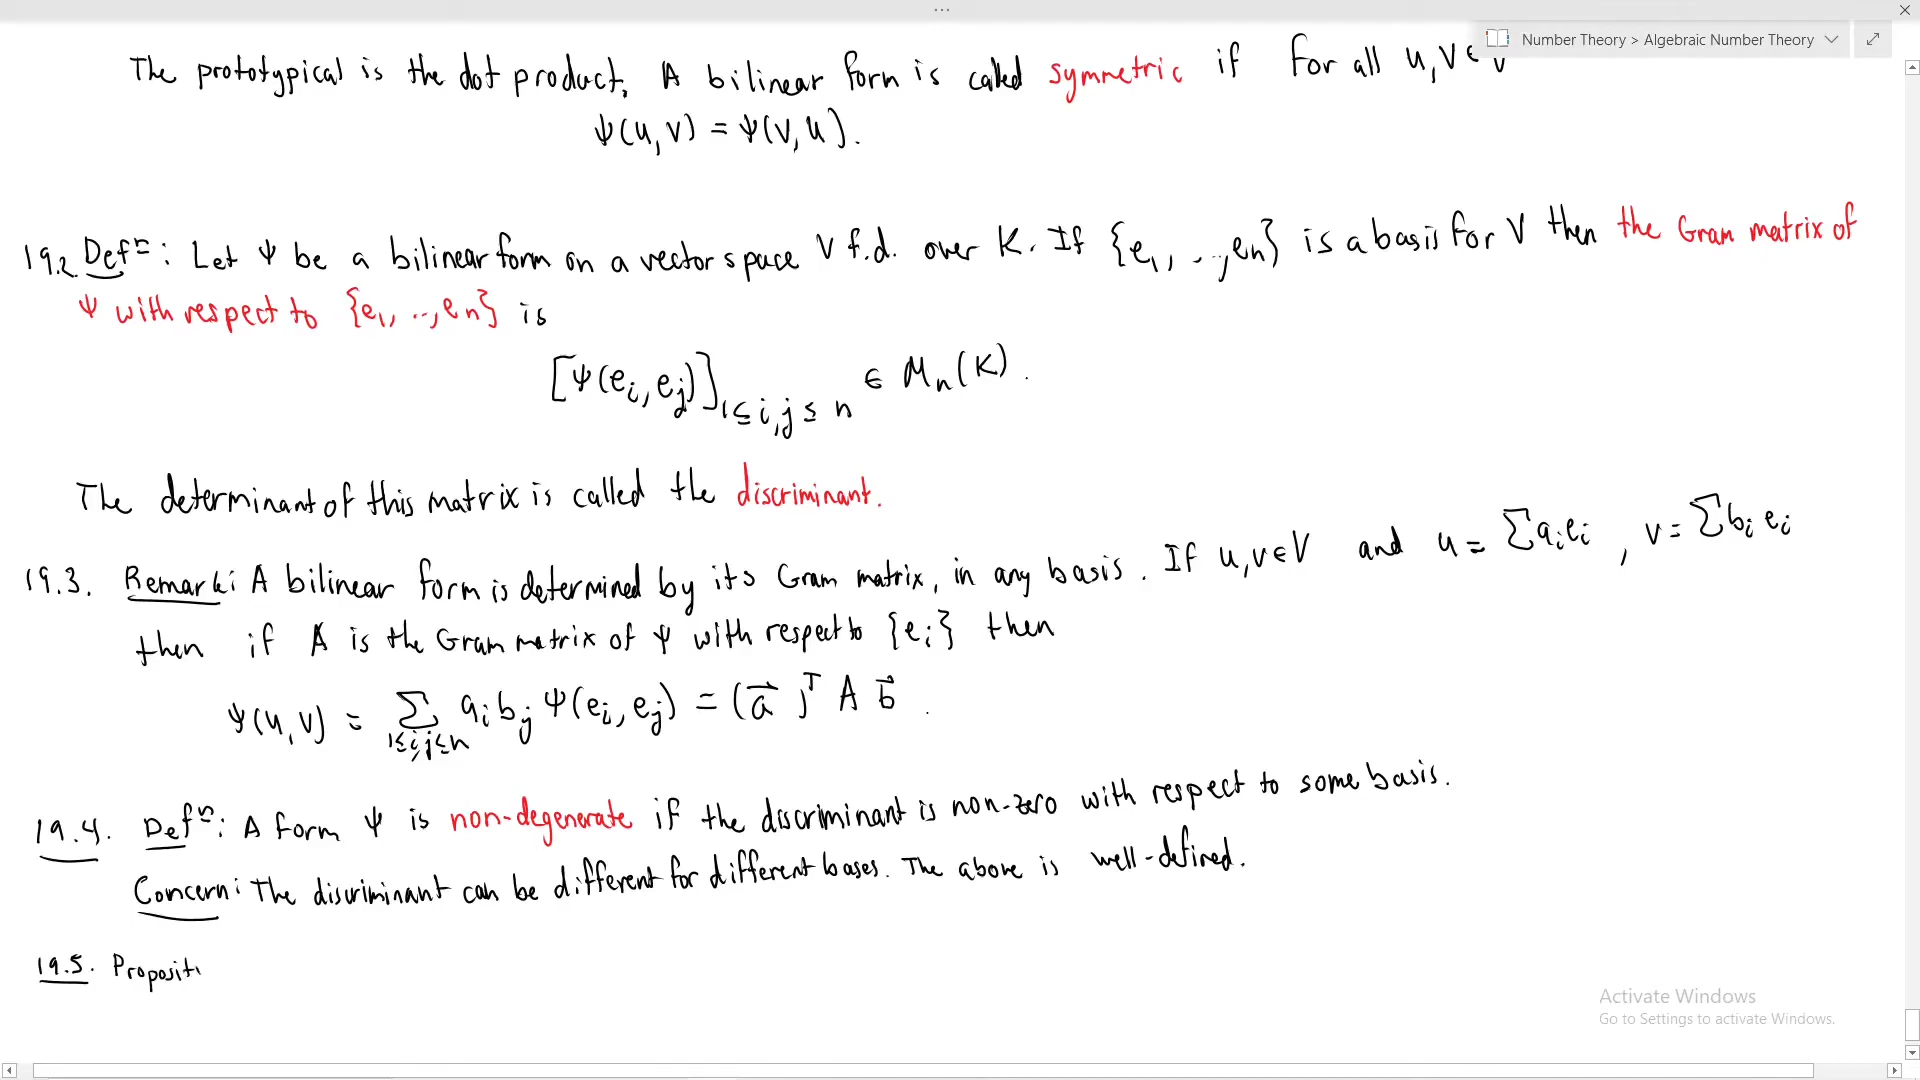 Number Theory > Algebraic Number Theory
The prototypical is the dot product. A bilinear form is called symmetric if for all u, v ∈ V
Ψ(u, v) = Ψ(v, u).
19.2 Defⁿ: Let Ψ be a bilinear form on a vector space V f.d. over K. If {e₁, ..., eₙ} is a basis for V then the Gram matrix of
Ψ with respect to {e₁, ..., eₙ} is
[Ψ(eᵢ, eⱼ)]_{1≤i,j≤n} ∈ Mₙ(K).
The determinant of this matrix is called the discriminant.
19.3. Remark: A bilinear form is determined by its Gram matrix, in any basis. If u, v ∈ V and u = ∑aᵢeᵢ, v = ∑bᵢeᵢ
then if A is the Gram matrix of Ψ with respect to {eᵢ} then
Ψ(u, v) = ∑_{1≤i,j≤n} aᵢbⱼ Ψ(eᵢ, eⱼ) = (a⃗)ᵀ A b⃗.
19.4. Defⁿ: A form Ψ is non-degenerate if the discriminant is non-zero with respect to some basis.
Concern: The discriminant can be different for different bases. The above is well-defined.
19.5. Propositi
Activate Windows
Go to Settings to activate Windows.